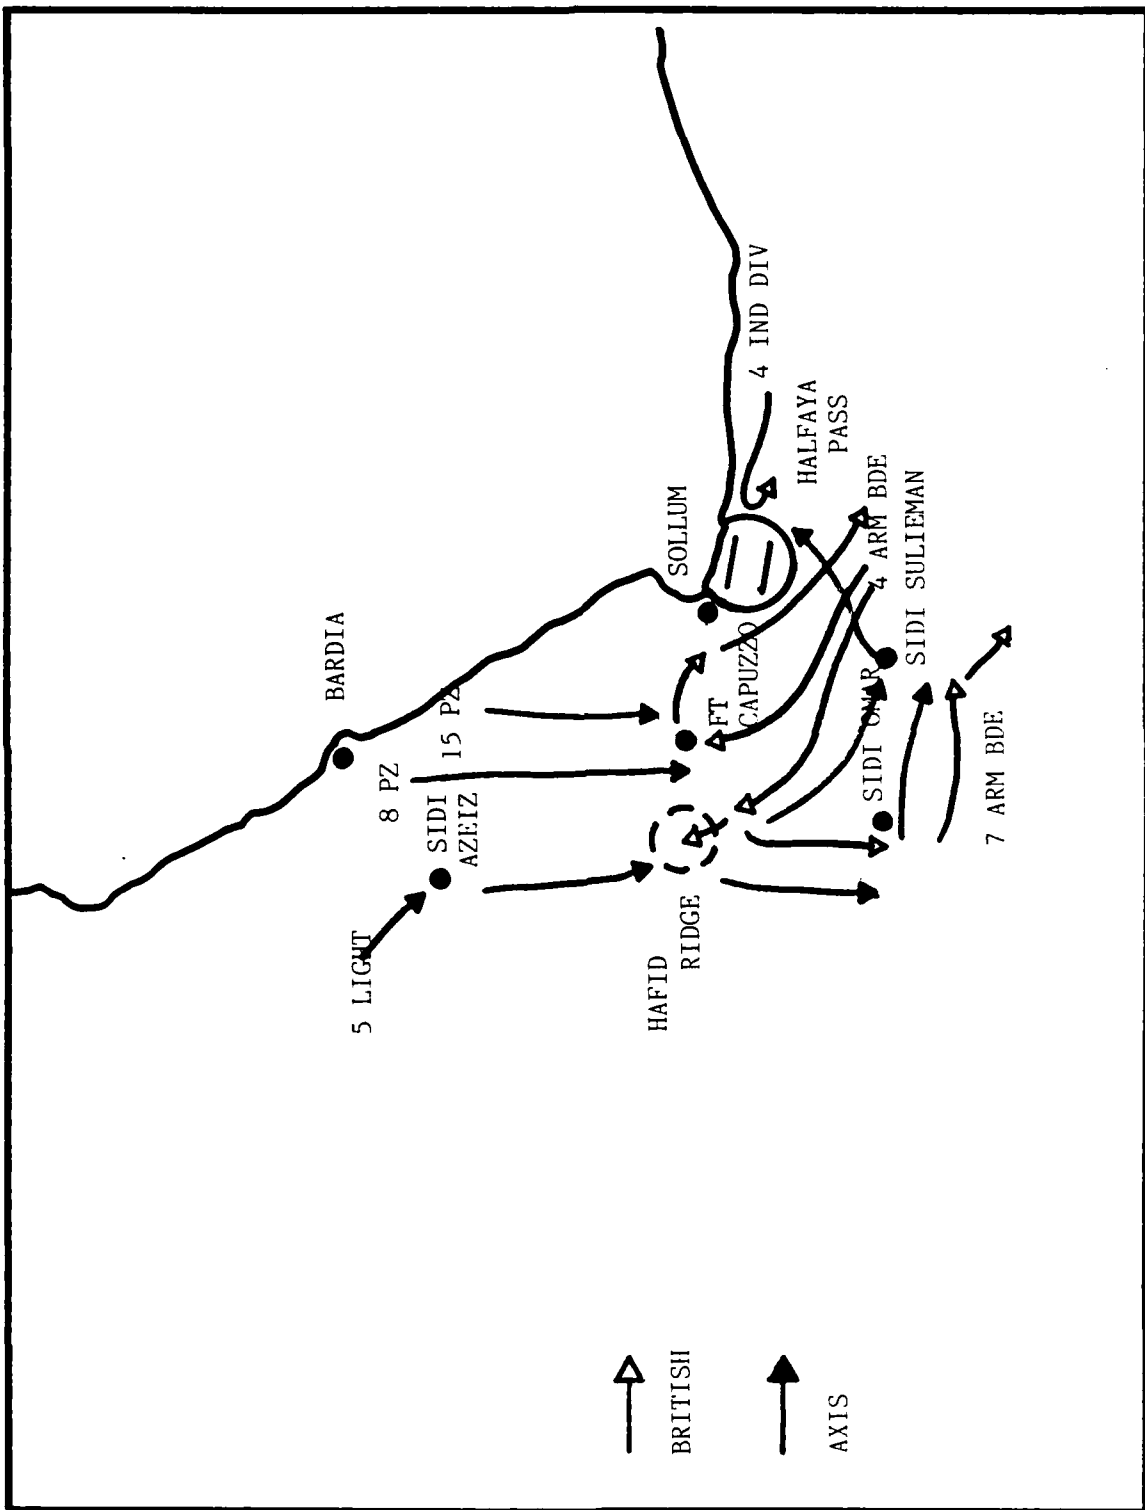 BARDIA
5 LIGHT
SIDI
AZEIZ
8 PZ
15 PZ
HAFID
RIDGE
FT
CAPUZZO
SOLLUM
4 IND DIV
HALFAYA
PASS
4 ARM BDE
SIDI OMAR
SIDI SULIEMAN
7 ARM BDE
BRITISH
AXIS